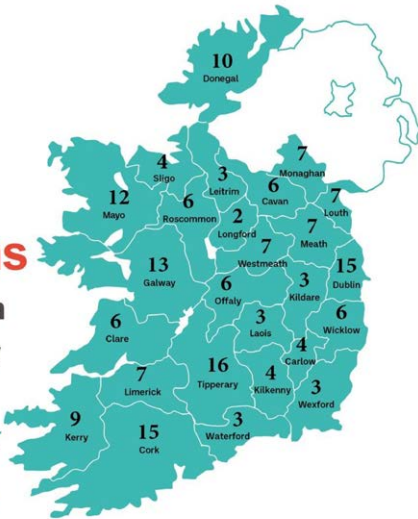 10
Donegal
4
Sligo
3
Leitrim
7
Monaghan
6
Cavan
7
Louth
12
Mayo
6
Roscommon
2
Longford
7
Meath
7
Westmeath
13
Galway
6
Offaly
3
Kildare
15
Dublin
6
Wicklow
6
Clare
3
Laois
4
Carlow
16
Tipperary
4
Kilkenny
3
Wexford
7
Limerick
3
Waterford
9
Kerry
15
Cork